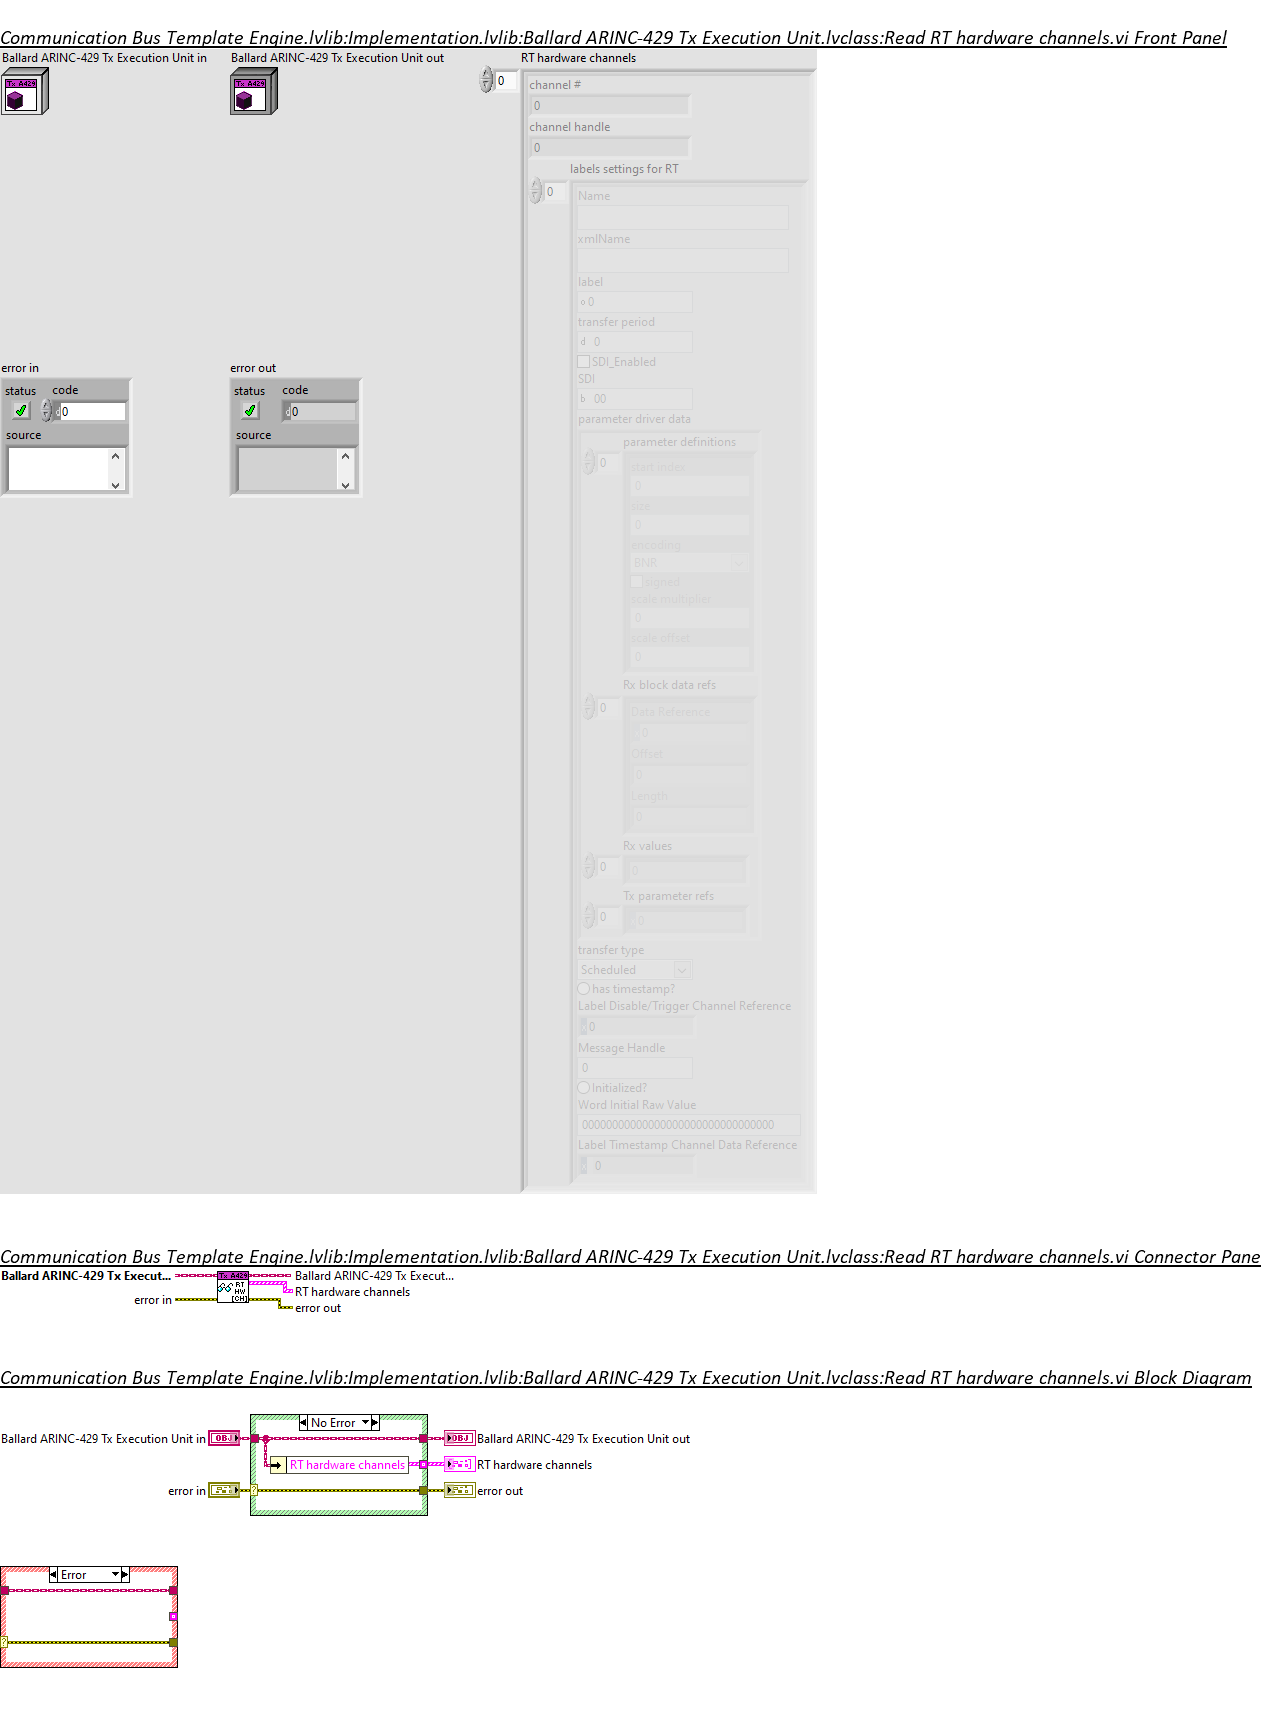 Communication Bus Template Engine.lvlib:Implementation.lvlib:Ballard ARINC-429 Tx Execution Unit.lvclass:Read RT hardware channels.vi Front Panel
Ballard ARINC-429 Tx Execution Unit in
Ballard ARINC-429 Tx Execution Unit out
RT hardware channels
Tx A429
Tx A429
0
channel #
0
channel handle
0
labels settings for RT
0
Name
xmlName
label
o 0
transfer period
d 0
SDI_Enabled
SDI
b 00
parameter driver data
parameter definitions
0
start index
0
size
0
encoding
BNR
signed
scale multiplier
0
scale offset
0
Rx block data refs
0
Data Reference
0
Offset
0
Length
0
Rx values
0
0
Tx parameter refs
0
0
transfer type
Scheduled
has timestamp?
Label Disable/Trigger Channel Reference
0
Message Handle
0
Initialized?
Word Initial Raw Value
00000000000000000000000000000000
Label Timestamp Channel Data Reference
0
error in
status code
d 0
source
error out
status code
d 0
source
Communication Bus Template Engine.lvlib:Implementation.lvlib:Ballard ARINC-429 Tx Execution Unit.lvclass:Read RT hardware channels.vi Connector Pane
Ballard ARINC-429 Tx Execut...
error in
Tx A429
RT
HW
[CH]
Ballard ARINC-429 Tx Execut...
RT hardware channels
error out
Communication Bus Template Engine.lvlib:Implementation.lvlib:Ballard ARINC-429 Tx Execution Unit.lvclass:Read RT hardware channels.vi Block Diagram
No Error
Ballard ARINC-429 Tx Execution Unit in
OBJ
OBJ
Ballard ARINC-429 Tx Execution Unit out
RT hardware channels
RT hardware channels
error in
?
error out
Error
?